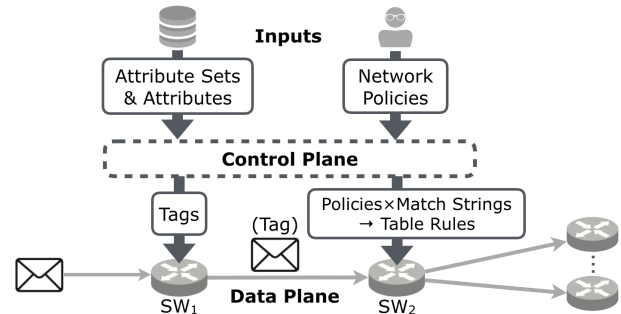 Inputs
Attribute Sets
& Attributes
Network
Policies
Control Plane
Tags
Policies×Match Strings
→ Table Rules
(Tag)
SW₁
Data Plane
SW₂